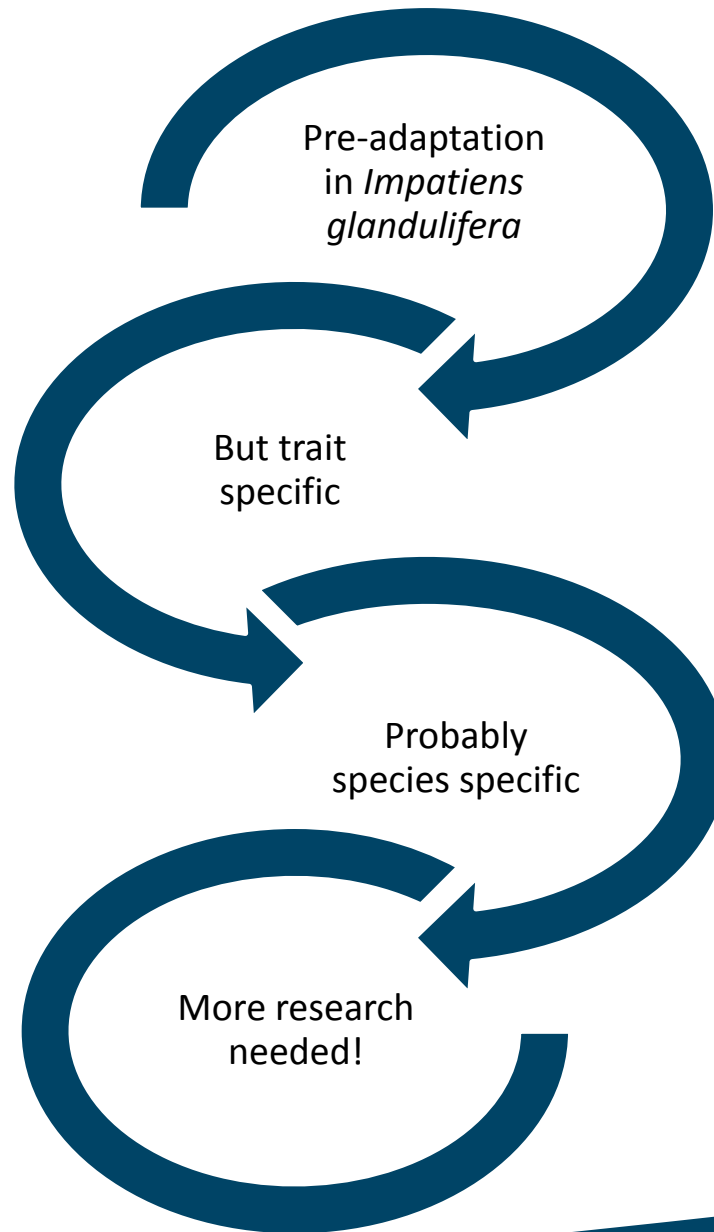 Pre-adaptation
in Impatiens
glandulifera
But trait
specific
Probably
species specific
More research
needed!